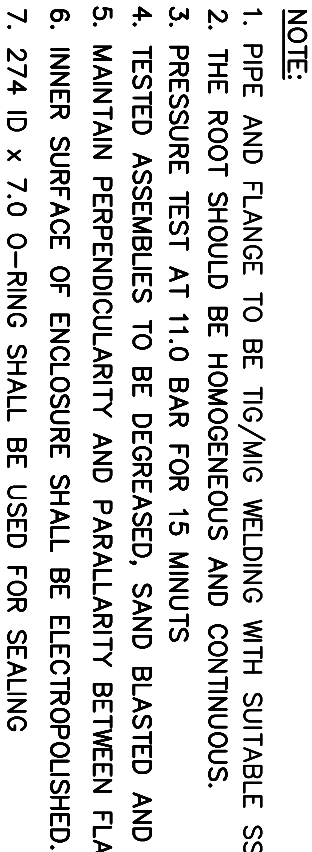 NOTE:
1. PIPE AND FLANGE TO BE TIG/MIG WELDING WITH SUITABLE SS
2. THE ROOT SHOULD BE HOMOGENEOUS AND CONTINUOUS.
3. PRESSURE TEST AT 11.0 BAR FOR 15 MINUTS
4. TESTED ASSEMBLIES TO BE DEGREASED, SAND BLASTED AND
5. MAINTAIN PERPENDICULARITY AND PARALLARITY BETWEEN FLA
6. INNER SURFACE OF ENCLOSURE SHALL BE ELECTROPOLISHED.
7. 274 ID x 7.0 O-RING SHALL BE USED FOR SEALING